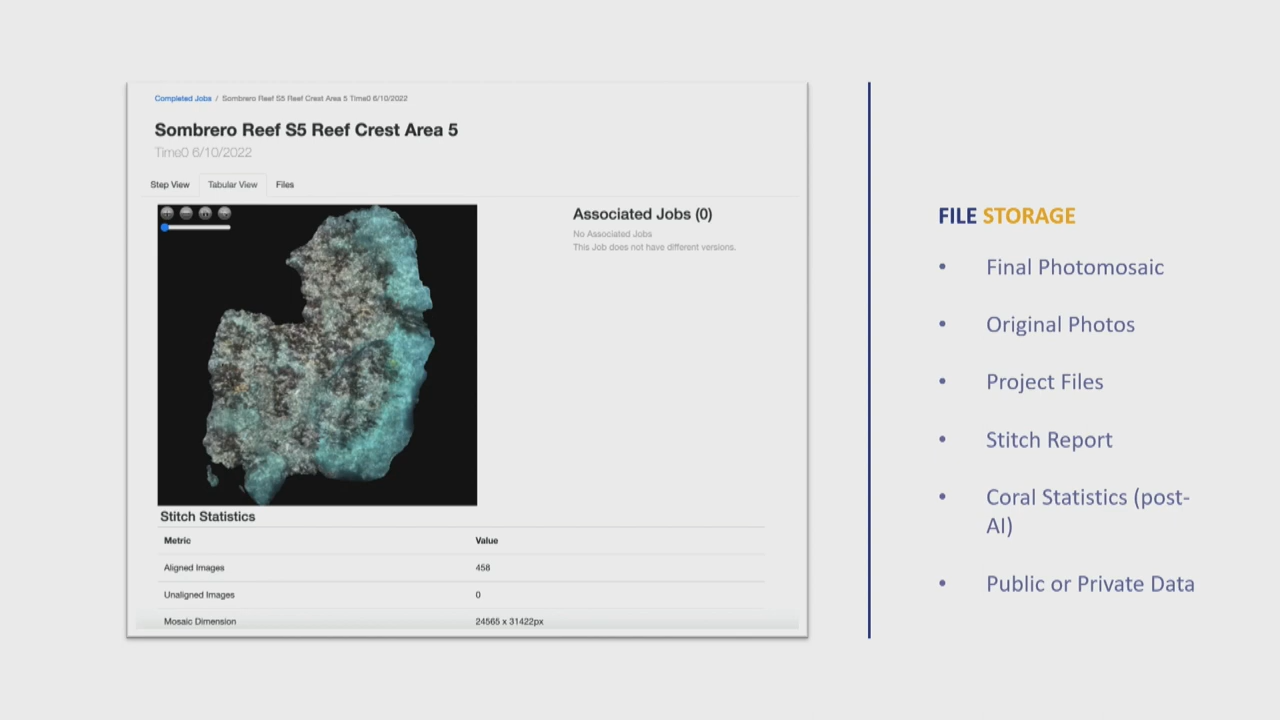 Completed Jobs / Sombrero Reef S5 Reef Crest Area 5 Time0 6/10/2022
Sombrero Reef S5 Reef Crest Area 5
Time0 6/10/2022
Step View Tabular View Files
Associated Jobs (0)
No Associated Jobs
This Job does not have different versions.
Stitch Statistics
Metric Value
Aligned Images 458
Unaligned Images 0
Mosaic Dimension 24565 x 31422px
FILE STORAGE
• Final Photomosaic
• Original Photos
• Project Files
• Stitch Report
• Coral Statistics (post-
AI)
• Public or Private Data